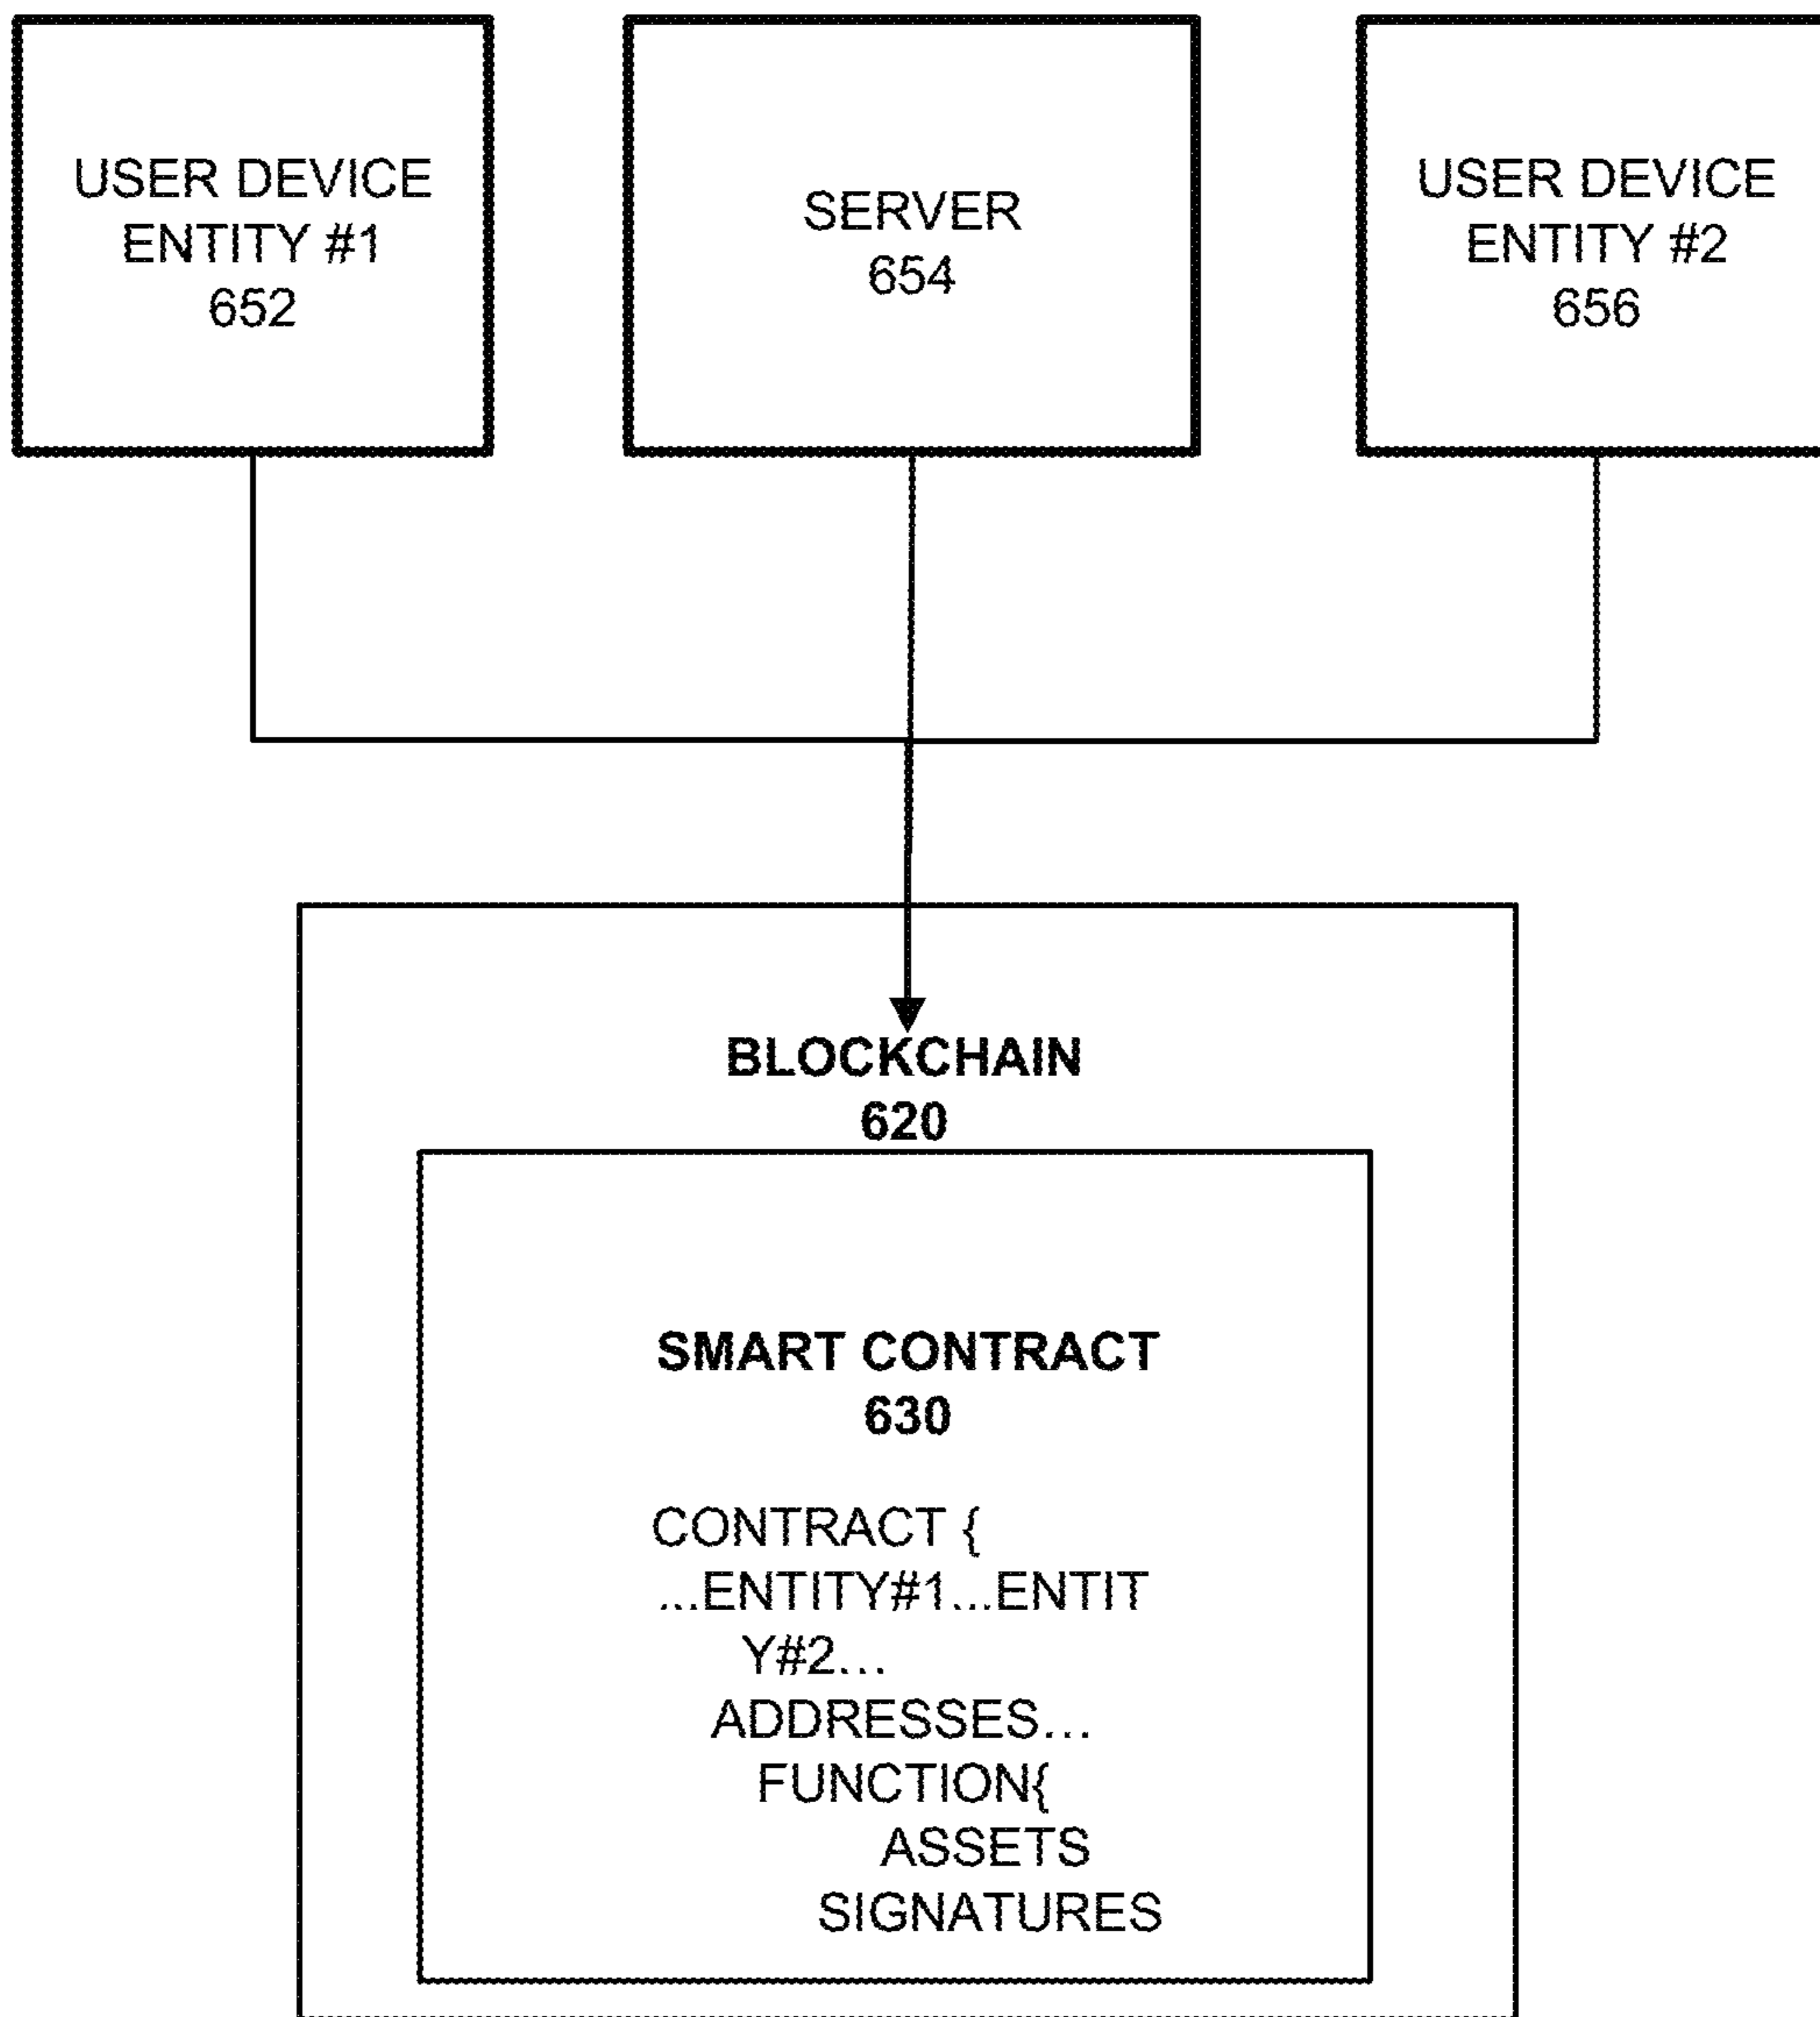 USER DEVICE
ENTITY #1
652
SERVER
654
USER DEVICE
ENTITY #2
656
BLOCKCHAIN
620
SMART CONTRACT
630
CONTRACT {
...ENTITY#1...ENTIT
Y#2...
ADDRESSES...
FUNCTION{
ASSETS
SIGNATURES